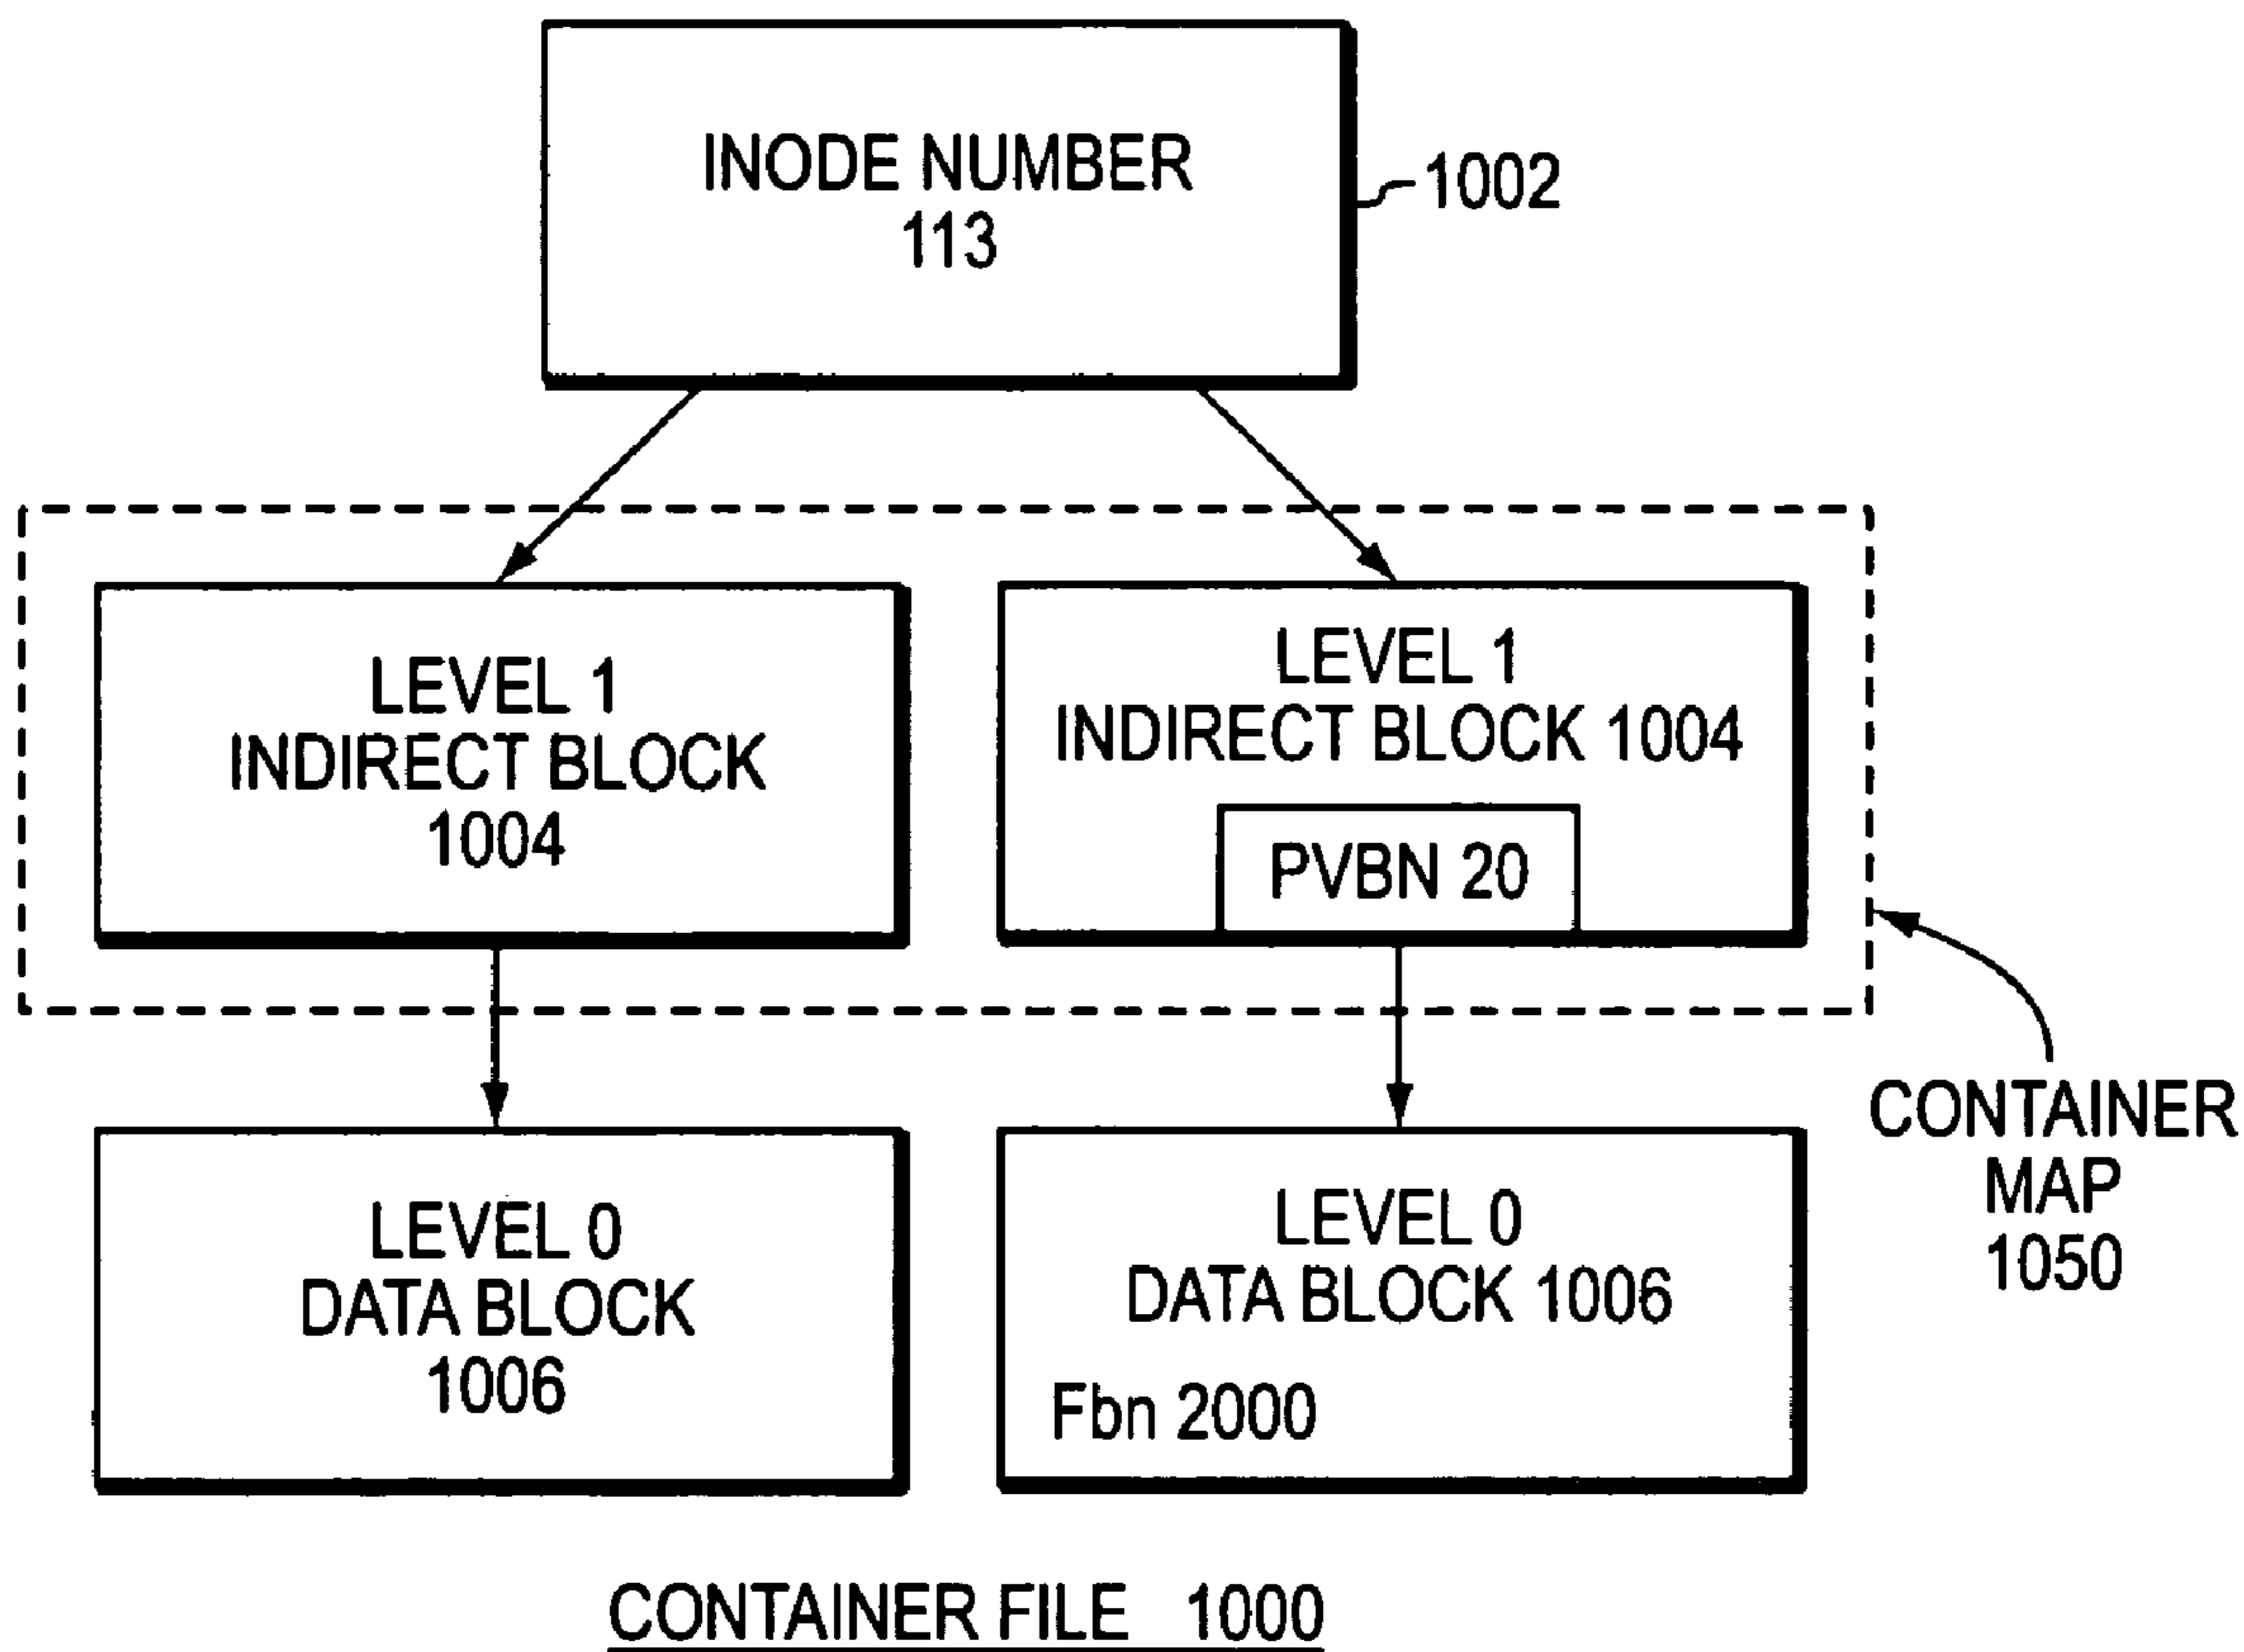 INODE NUMBER
113
1002
LEVEL 1
INDIRECT BLOCK
1004
LEVEL 1
INDIRECT BLOCK 1004
PVBN 20
CONTAINER
MAP
1050
LEVEL 0
DATA BLOCK
1006
LEVEL 0
DATA BLOCK 1006
Fbn 2000
CONTAINER FILE 1000